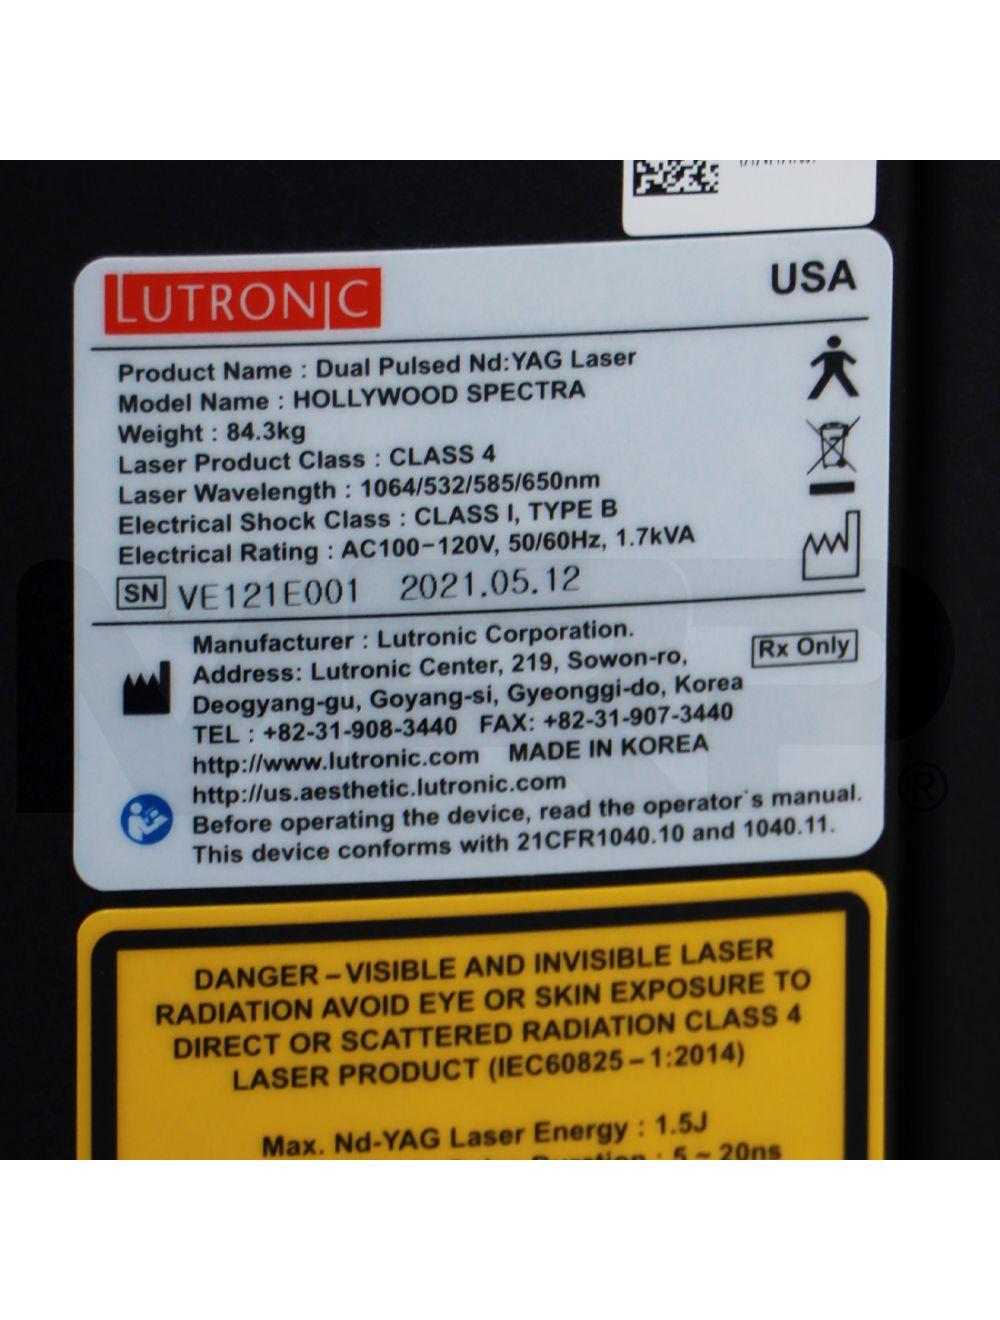 LUTRONIC
USA
Product Name : Dual Pulsed Nd:YAG Laser
Model Name : HOLLYWOOD SPECTRA
Weight : 84.3kg
Laser Product Class : CLASS 4
Laser Wavelength : 1064/532/585/650nm
Electrical Shock Class : CLASS I, TYPE B
Electrical Rating : AC100-120V, 50/60Hz, 1.7kVA
SN VE121E001 2021.05.12
Manufacturer : Lutronic Corporation.
Rx Only
Address: Lutronic Center, 219, Sowon-ro,
Deogyang-gu, Goyang-si, Gyeonggi-do, Korea
TEL : +82-31-908-3440 FAX: +82-31-907-3440
http://www.lutronic.com MADE IN KOREA
http://us.aesthetic.lutronic.com
Before operating the device, read the operator's manual.
This device conforms with 21CFR1040.10 and 1040.11.
MRP ®
DANGER – VISIBLE AND INVISIBLE LASER
RADIATION AVOID EYE OR SKIN EXPOSURE TO
DIRECT OR SCATTERED RADIATION CLASS 4
LASER PRODUCT (IEC60825 – 1:2014)
Max. Nd-YAG Laser Energy : 1.5J
Duration : 5 ~ 20ns